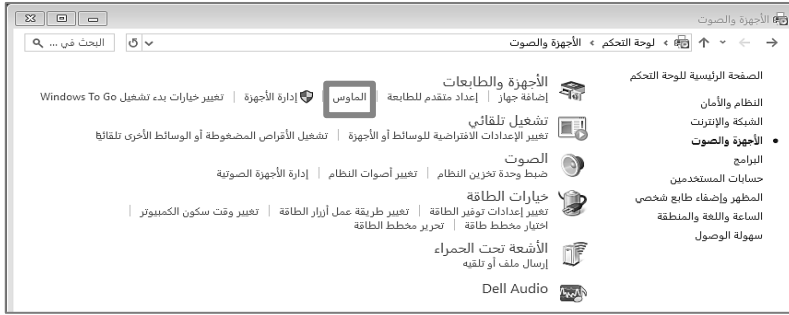 الأجهزة والصوت
لوحة التحكم › الأجهزة والصوت
البحث في ...
الصفحة الرئيسية للوحة التحكم
النظام والأمان
الشبكة والإنترنت
الأجهزة والصوت
البرامج
حسابات المستخدمين
المظهر وإضفاء طابع شخصي
الساعة واللغة والمنطقة
سهولة الوصول
الأجهزة والطابعات
إضافة جهاز | إعداد متقدم للطابعة | الماوس | إدارة الأجهزة | تغيير خيارات بدء تشغيل Windows To Go
تشغيل تلقائي
تغيير الإعدادات الافتراضية للوسائط أو الأجهزة | تشغيل الأقراص المضغوطة أو الوسائط الأخرى تلقائيًا
الصوت
ضبط وحدة تخزين النظام | تغيير أصوات النظام | إدارة الأجهزة الصوتية
خيارات الطاقة
تغيير إعدادات توفير الطاقة | تغيير طريقة عمل أزرار الطاقة | تغيير وقت سكون الكمبيوتر |
اختيار مخطط طاقة | تحرير مخطط الطاقة
الأشعة تحت الحمراء
إرسال ملف أو تلقيه
Dell Audio